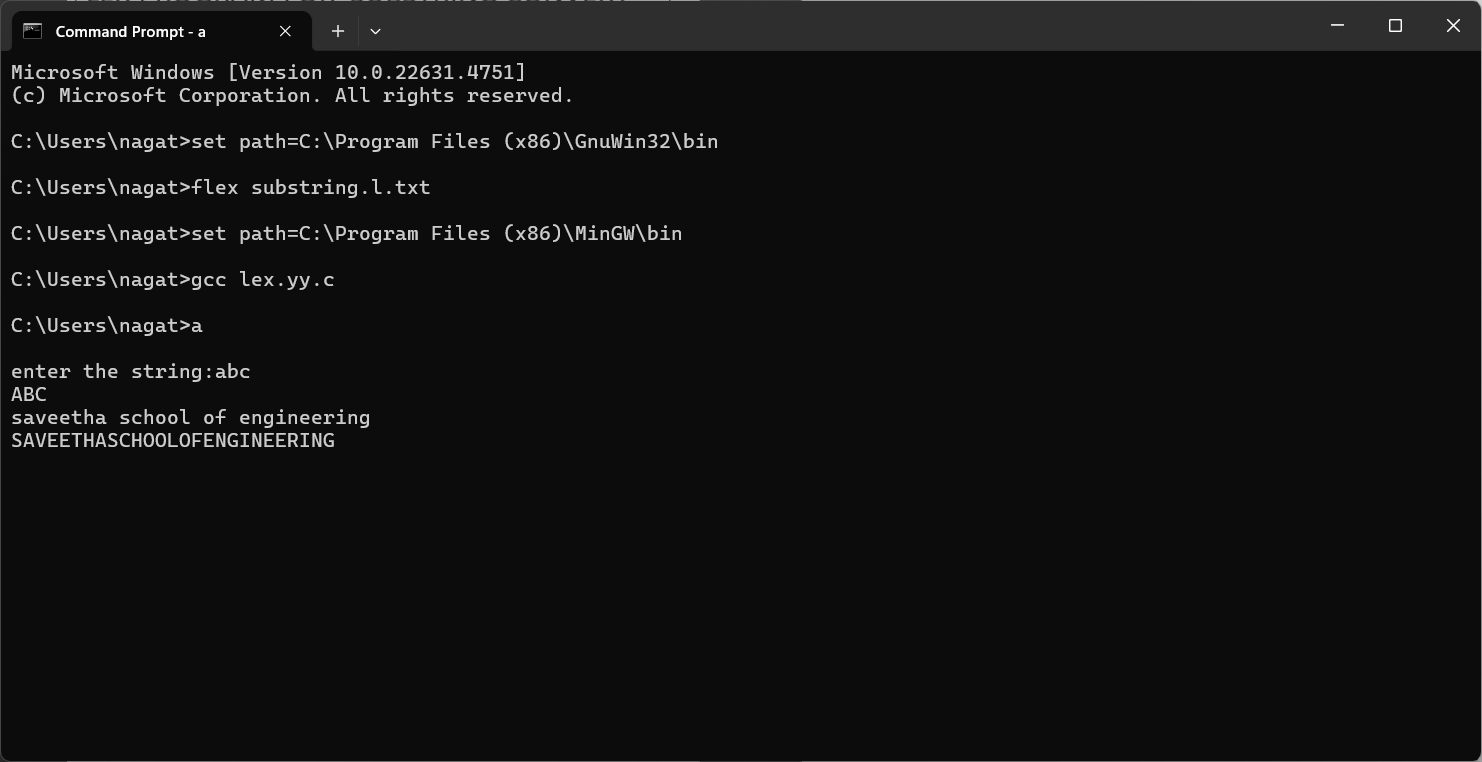 Command Prompt - a
Microsoft Windows [Version 10.0.22631.4751]
(c) Microsoft Corporation. All rights reserved.
C:\Users\nagat>set path=C:\Program Files (x86)\GnuWin32\bin
C:\Users\nagat>flex substring.l.txt
C:\Users\nagat>set path=C:\Program Files (x86)\MinGW\bin
C:\Users\nagat>gcc lex.yy.c
C:\Users\nagat>a
enter the string:abc
ABC
saveetha school of engineering
SAVEETHASCHOOLOFENGINEERING